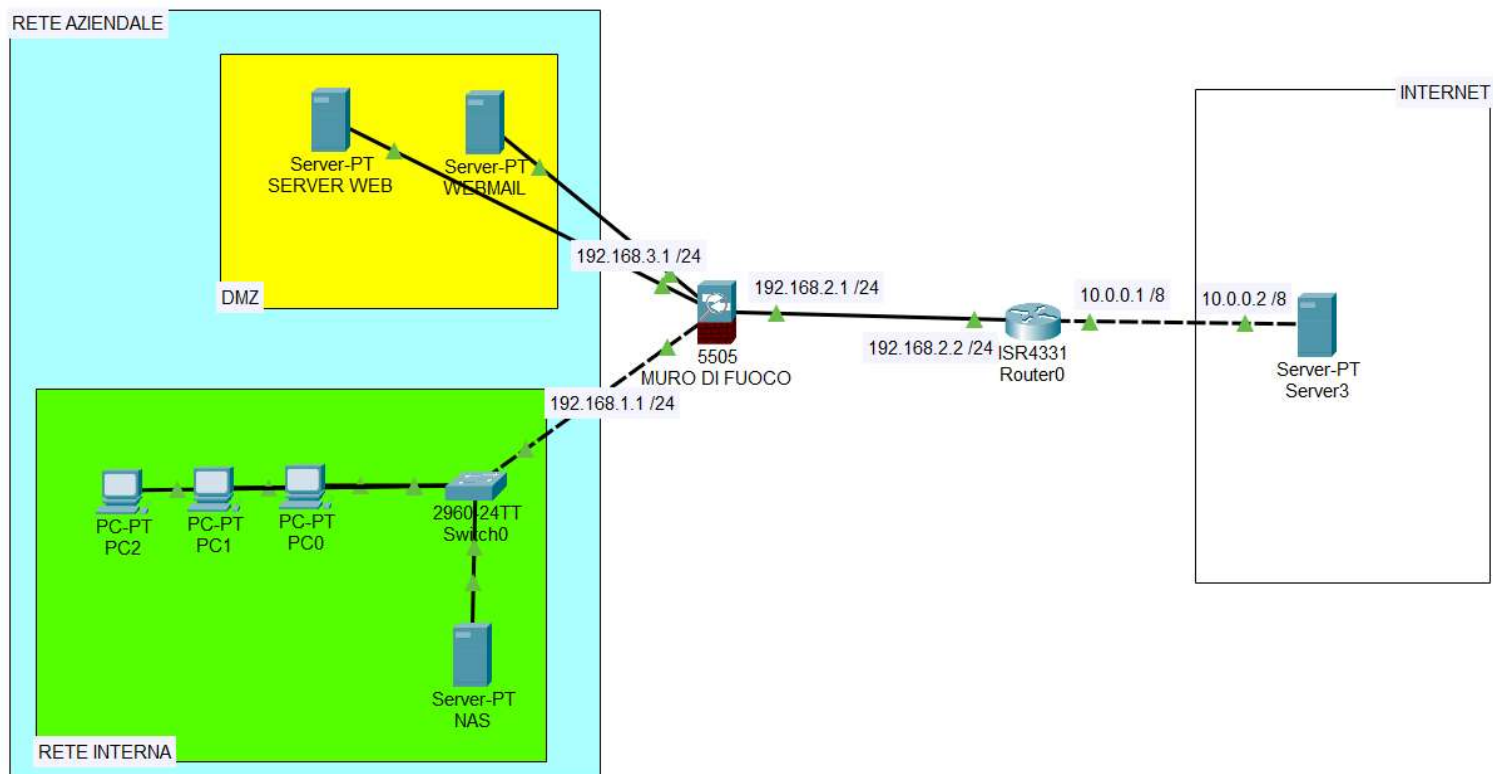 RETE AZIENDALE
INTERNET
Server-PT
SERVER WEB
Server-PT
WEBMAIL
192.168.3.1 /24
DMZ
192.168.2.1 /24
10.0.0.1 /8
10.0.0.2 /8
192.168.2.2 /24
5505
MURO DI FUOCO
ISR4331
Router0
Server-PT
Server3
192.168.1.1 /24
PC-PT
PC2
PC-PT
PC1
PC-PT
PC0
2960-24TT
Switch0
Server-PT
NAS
RETE INTERNA